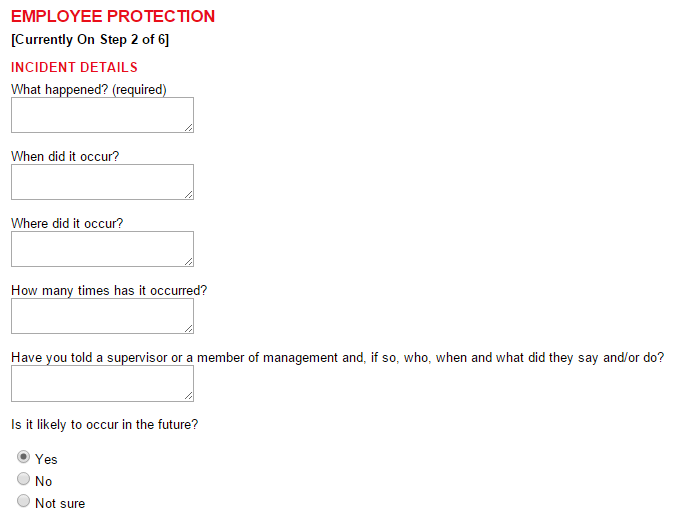 EMPLOYEE PROTECTION
[Currently On Step 2 of 6]
INCIDENT DETAILS
What happened? (required)
When did it occur?
Where did it occur?
How many times has it occurred?
Have you told a supervisor or a member of management and, if so, who, when and what did they say and/or do?
Is it likely to occur in the future?
Yes
No
Not sure